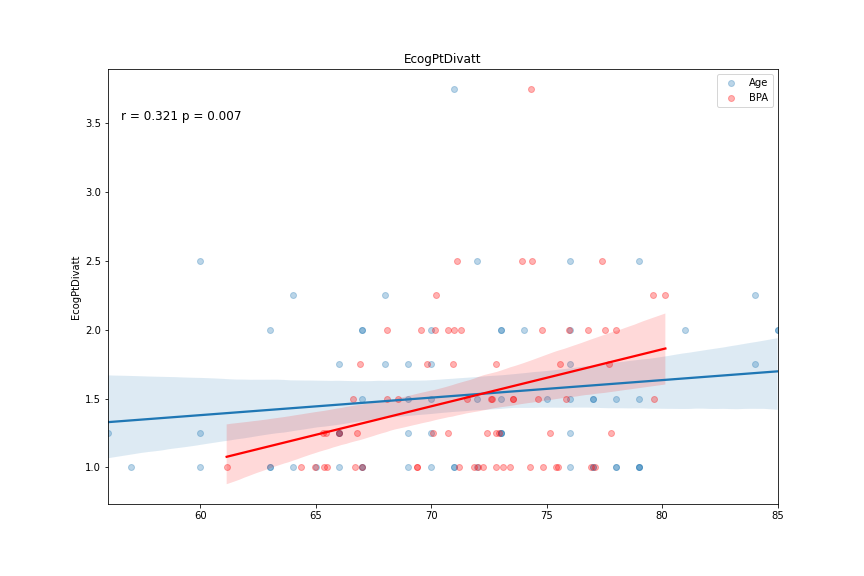 EcogPtDivatt
Age
BPA
r = 0.321 p = 0.007
EcogPtDivatt
3.5
3.0
2.5
2.0
1.5
1.0
60 65 70 75 80 85